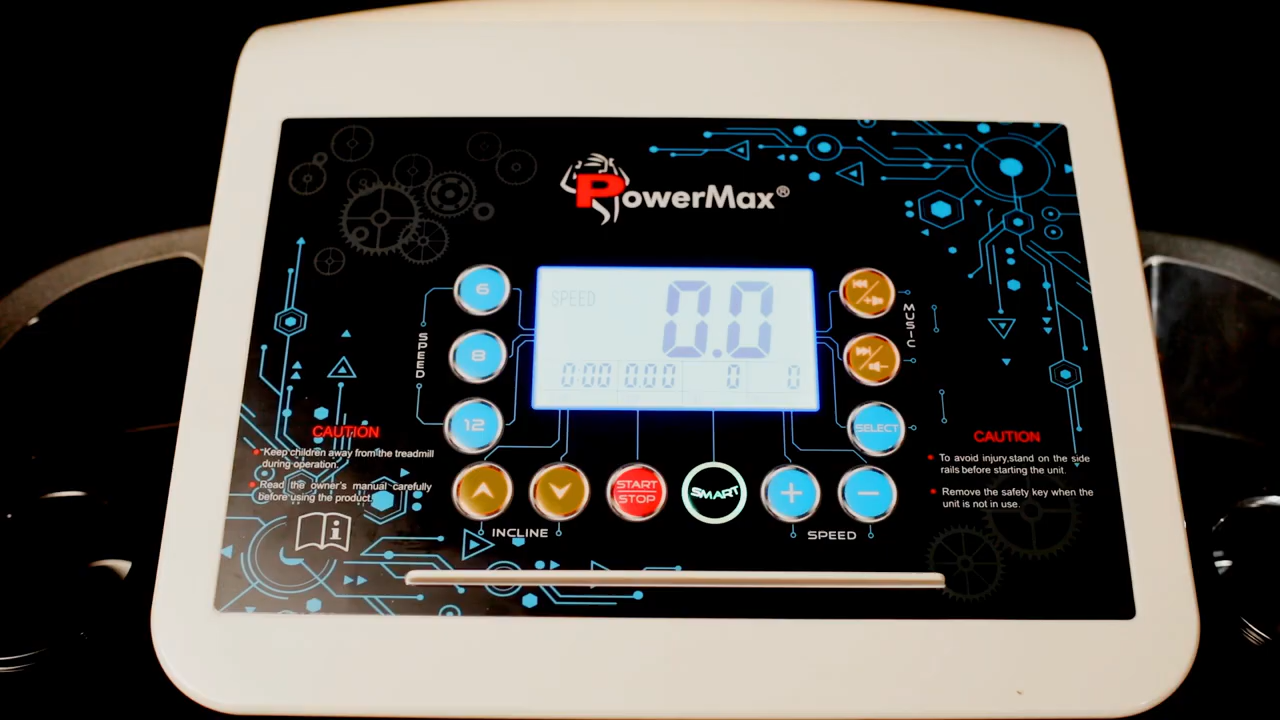 PowerMax®
SPEED
0.0
0:00 0.00 0 0
SPEED
6
8
12
MUSIC
SELECT
CAUTION
*Keep children away from the treadmill
during operation.
Read the owner's manual carefully
before using the product.
CAUTION
To avoid injury,stand on the side
rails before starting the unit.
Remove the safety key when the
unit is not in use.
START
STOP
SMART
+
−
INCLINE
SPEED